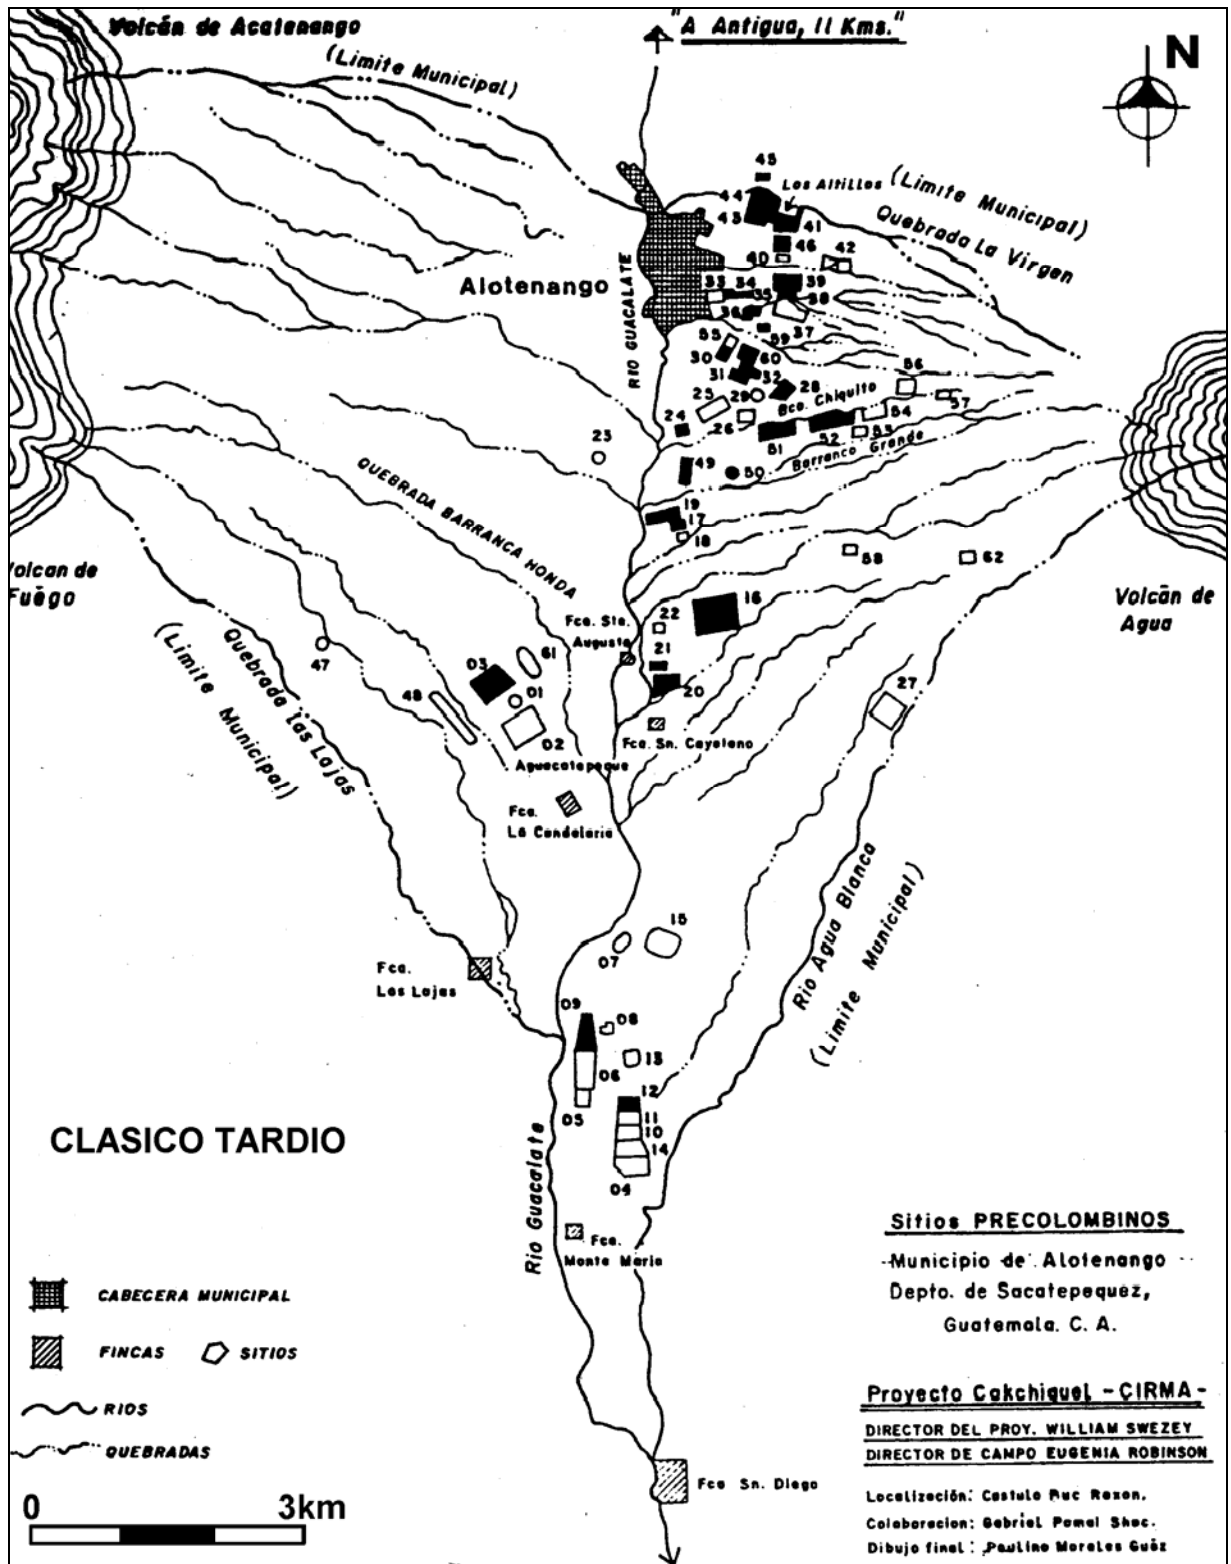 Volcán de Acatenango
"A Antigua, 11 Kms."
(Limite Municipal)
N
45
Los Altillos
(Limite Municipal)
44
43
41
Quebrada La Virgen
46
40
42
RIO GUACALATE
Alotenango
33
34
39
35
38
36
37
55
59
30
60
56
31
32
28
Bco. Chiquito
57
25
29
54
24
26
53
52
51
23
Barranco Grande
49
50
QUEBRADA BARRANCA HONDA
19
17
18
58
62
Volcan de
Fuego
16
Volcán de
Agua
22
Fca. Sta.
Augusta
(Limite Municipal)
Quebrada Las Lajas
47
61
21
03
20
27
01
48
02
Fca. Sn. Cayetano
Aguacatepeque
Fca.
La Candelaria
Rio Agua Blanca
(Limite Municipal)
15
07
Fca.
Las Lajas
09
08
13
06
12
05
11
10
14
CLASICO TARDIO
04
Rio Guacalate
Fca.
Monte Maria
Sitios PRECOLOMBINOS
Municipio de Alotenango
Depto. de Sacatepequez,
Guatemala. C. A.
CABECERA MUNICIPAL
FINCAS
SITIOS
RIOS
QUEBRADAS
Proyecto Cakchiquel - CIRMA -
DIRECTOR DEL PROY. WILLIAM SWEZEY
DIRECTOR DE CAMPO EUGENIA ROBINSON
Fca Sn. Diego
0
3km
Localización: Castulo Puc Raxon.
Colaboracion: Gabriel Pamal Shac.
Dibujo final: Paulino Morales Guéz